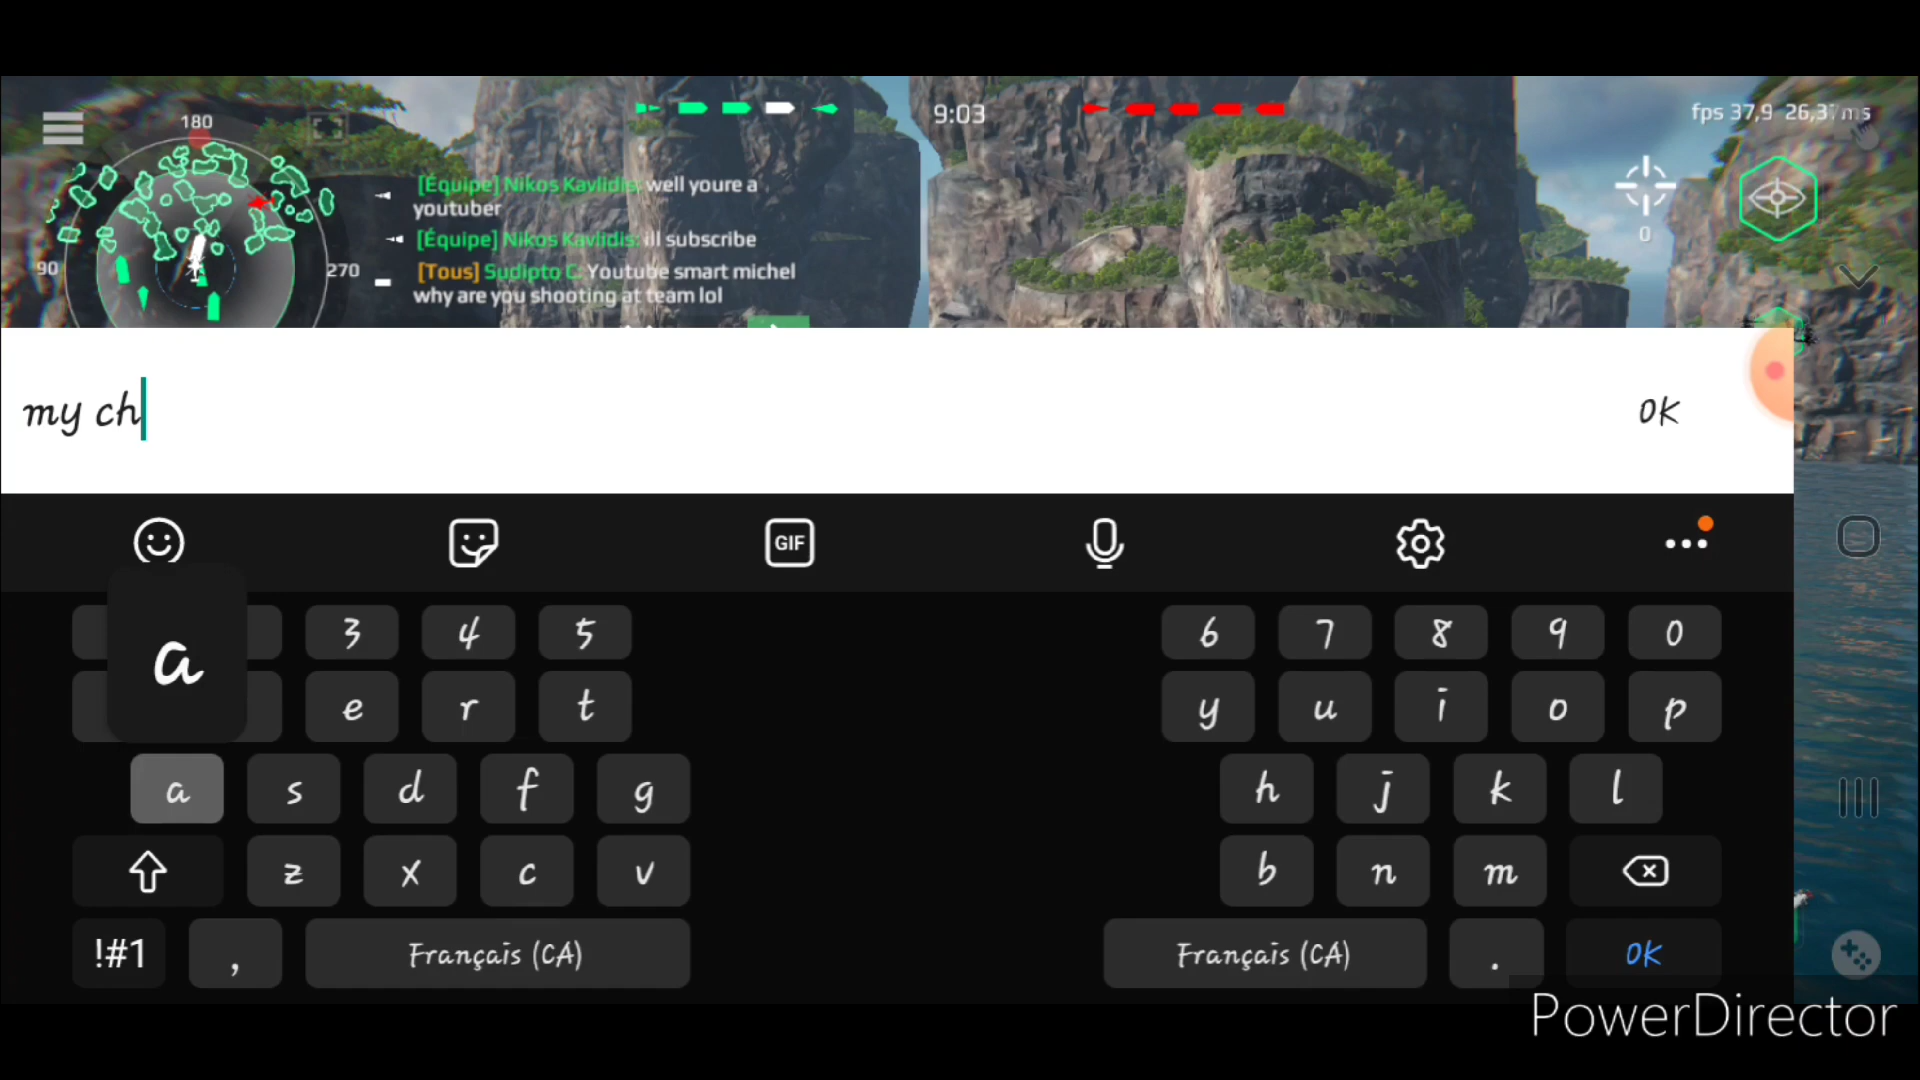 180
9:03
fps 37,9 26,37ms
[Équipe] Nikos Kavlidis: well youre a
youtuber
[Équipe] Nikos Kavlidis: ill subscribe
[Tous] Sudipto C: Youtube smart michel
why are you shooting at team lol
90
270
0
my ch
OK
GIF
a
3 4 5 6 7 8 9 0
e r t y u i o p
a s d f g h j k l
z x c v b n m
!#1 , Français (CA) Français (CA) . OK
PowerDirector